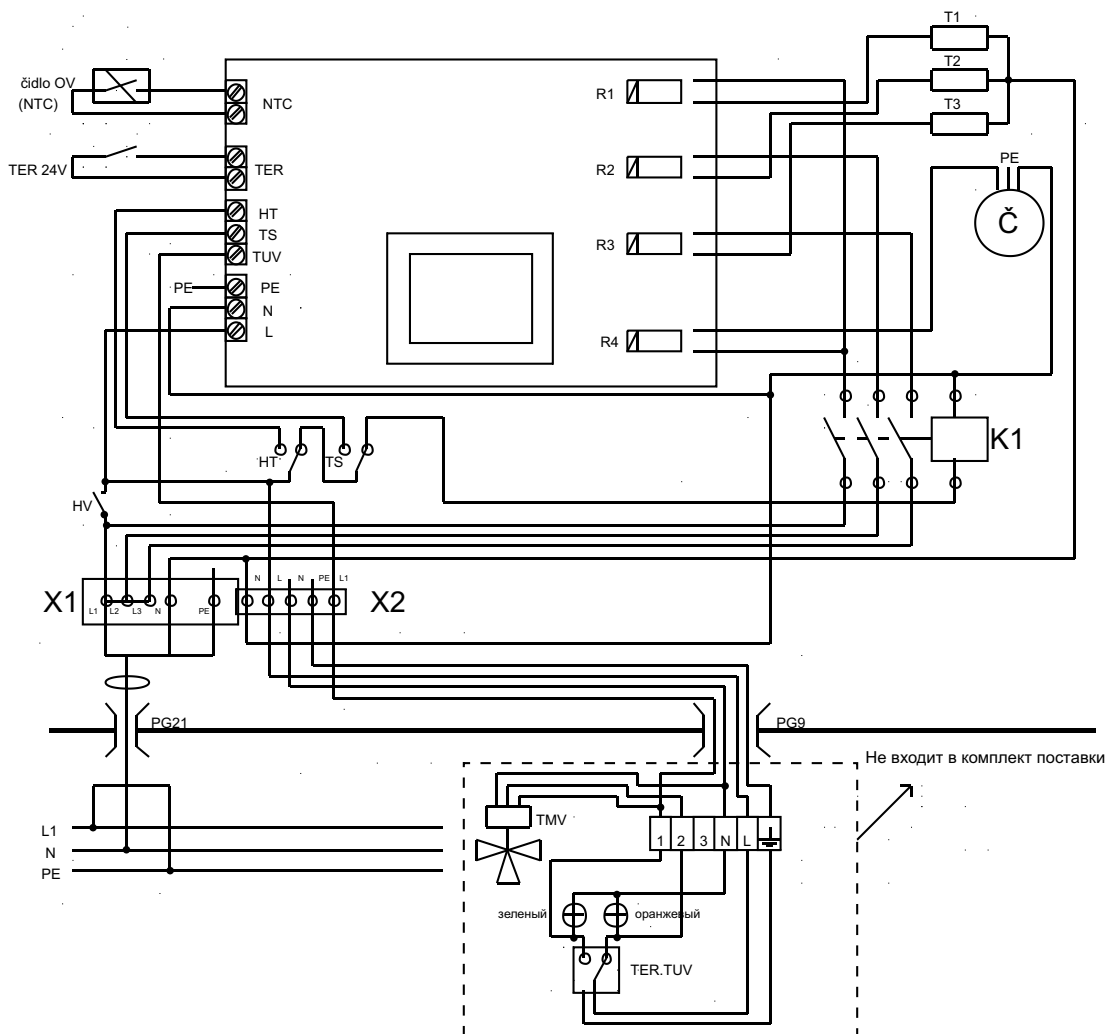 T1
T2
T3
čidlo OV
(NTC)
NTC
R1
TER 24V
TER
R2
PE
Č
HT
TS
TUV
R3
PE
PE
N
L
R4
K1
HT
TS
HV
X1
L1
L2
L3
N
PE
N
L
N
PE
L1
X2
PG21
PG9
Не входит в комплект поставки
TMV
L1
N
PE
1
2
3
N
L
зеленый
оранжевый
TER.TUV